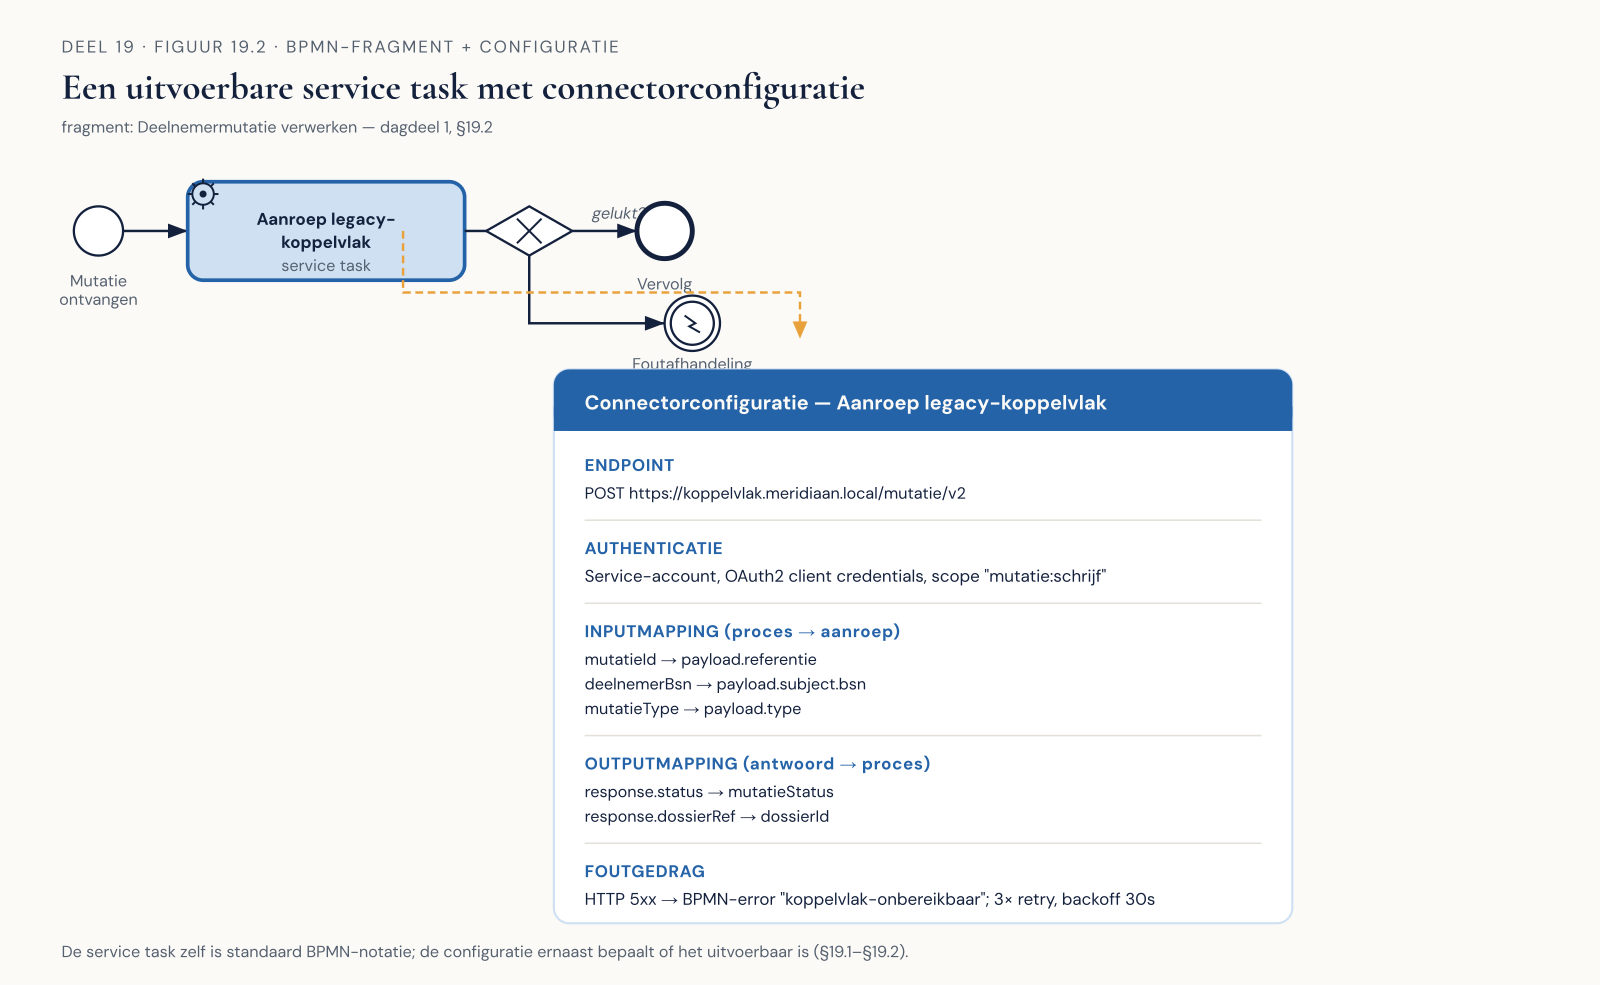 DEEL 19 · FIGUUR 19.2 · BPMN-FRAGMENT + CONFIGURATIE
Een uitvoerbare service task met connectorconfiguratie
fragment: Deelnemermutatie verwerken — dagdeel 1, §19.2
Aanroep legacy-
koppelvlak
service task
gelukt?
Mutatie
ontvangen
Vervolg
Foutafhandeling
Connectorconfiguratie — Aanroep legacy-koppelvlak
ENDPOINT
POST https://koppelvlak.meridiaan.local/mutatie/v2
AUTHENTICATIE
Service-account, OAuth2 client credentials, scope "mutatie:schrijf"
INPUTMAPPING (proces → aanroep)
mutatieId → payload.referentie
deelnemerBsn → payload.subject.bsn
mutatieType → payload.type
OUTPUTMAPPING (antwoord → proces)
response.status → mutatieStatus
response.dossierRef → dossierId
FOUTGEDRAG
HTTP 5xx → BPMN-error "koppelvlak-onbereikbaar"; 3× retry, backoff 30s
De service task zelf is standaard BPMN-notatie; de configuratie ernaast bepaalt of het uitvoerbaar is (§19.1–§19.2).